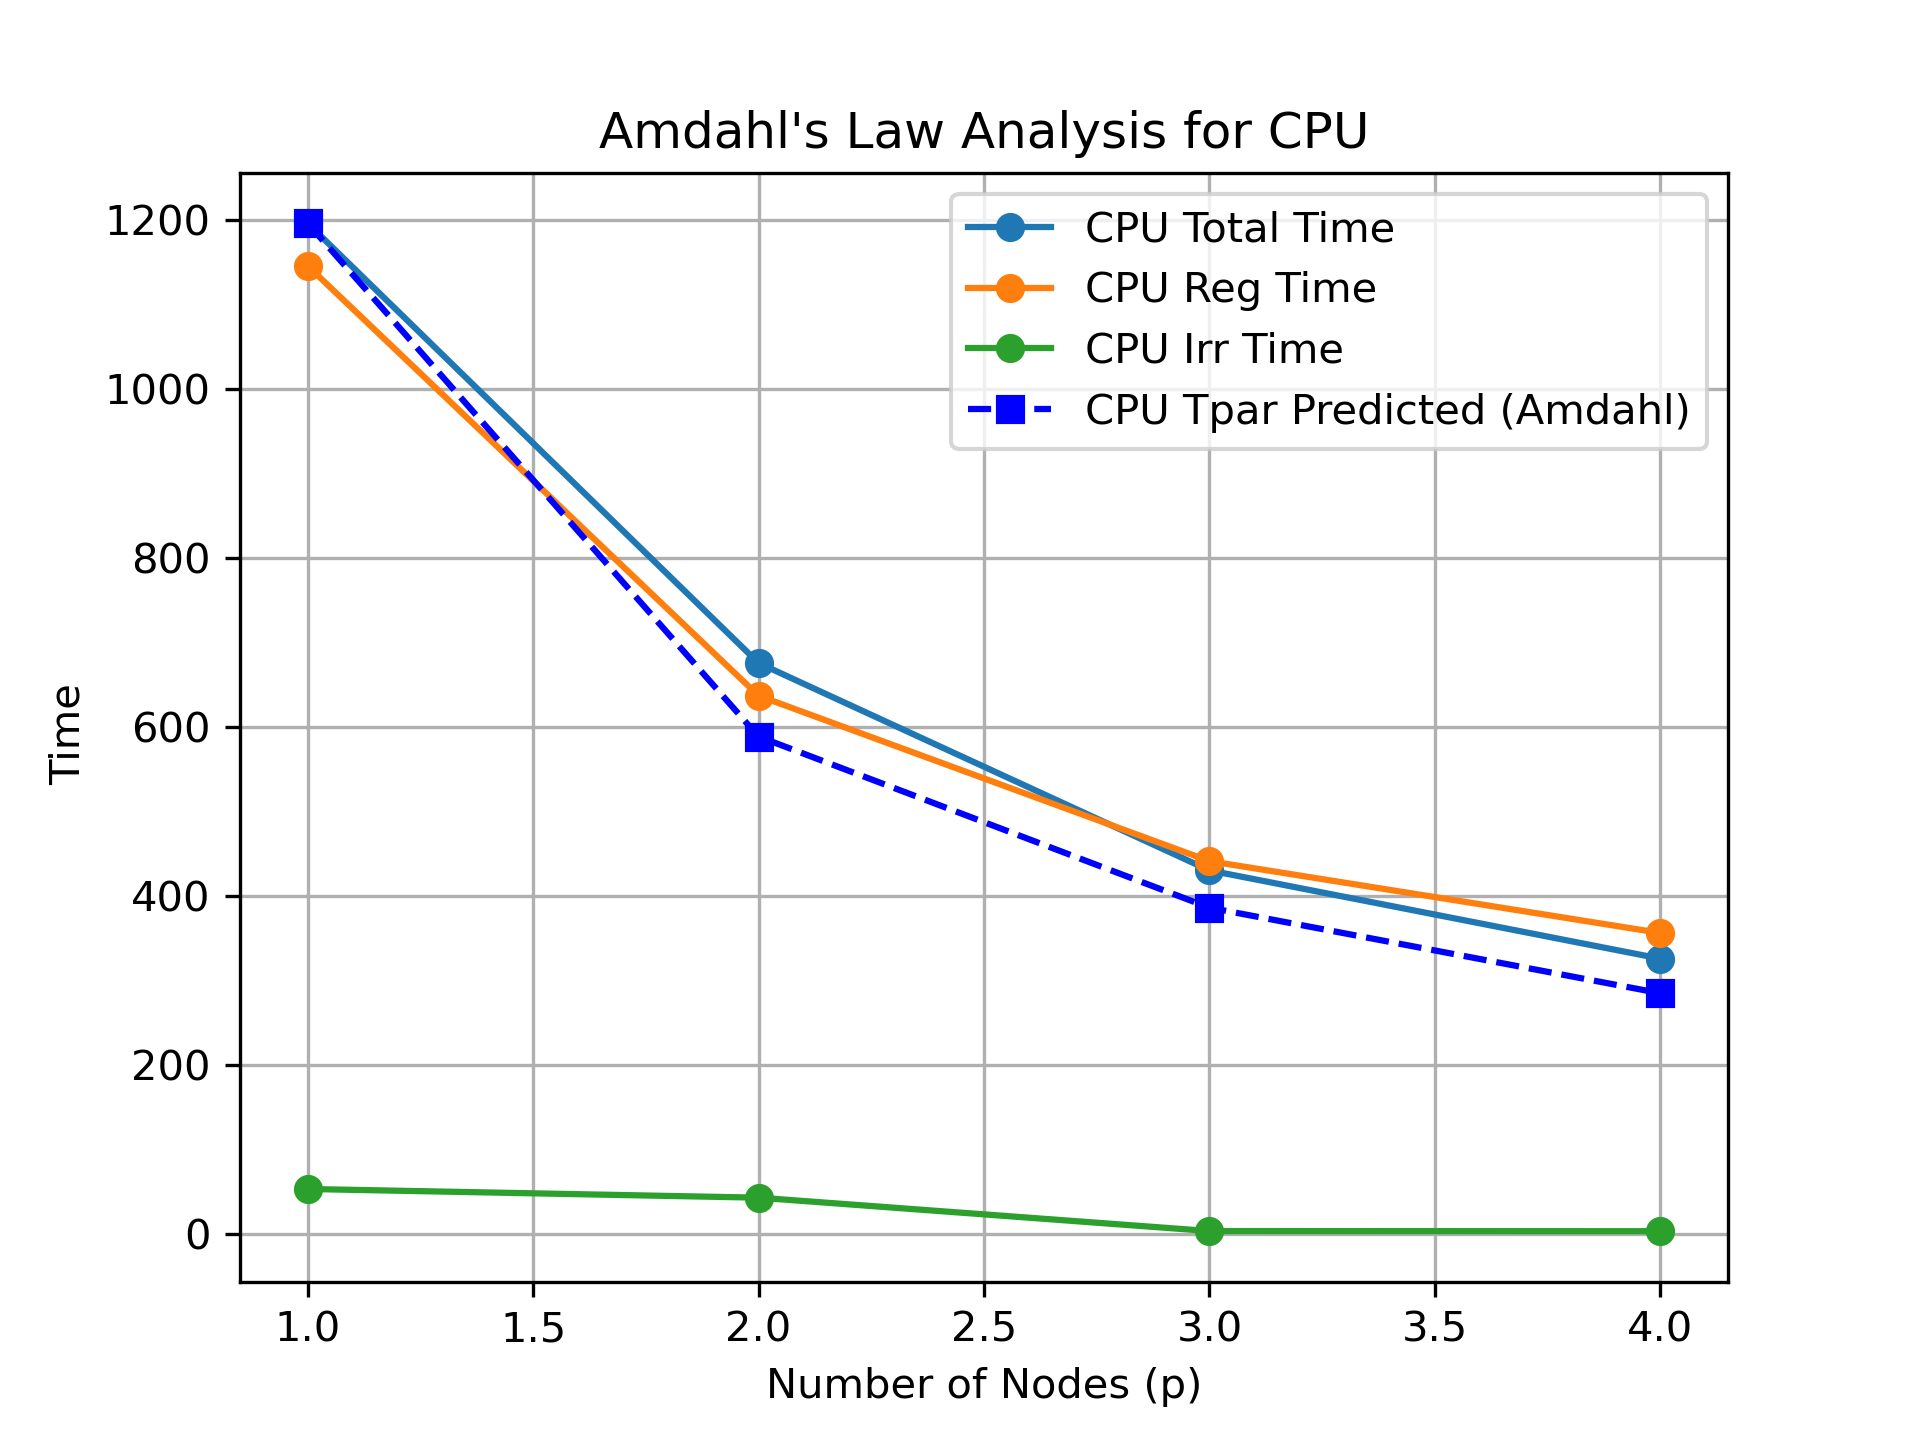 Amdahl's Law Analysis for CPU
CPU Total Time
CPU Reg Time
CPU Irr Time
CPU Tpar Predicted (Amdahl)
1200
1000
800
600
400
200
0
Time
1.0 1.5 2.0 2.5 3.0 3.5 4.0
Number of Nodes (p)